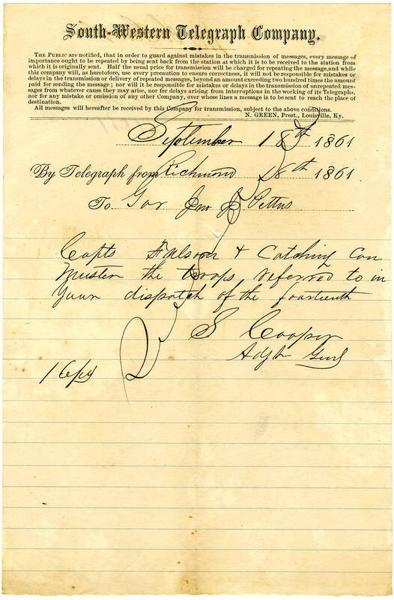 South-Western Telegraph Company.
THE PUBLIC are notified, that in order to guard against mistakes in the transmission of messages, every message of
importance ought to be repeated by being sent back from the station at which it is to be received to the station from
which it is originally sent. Half the usual price for transmission will be charged for repeating the message, and while
this company will, as heretofore, use every precaution to ensure correctness, it will not be responsible for mistakes or
delays in the transmission or delivery of repeated messages, beyond an amount exceeding two hundred times the amount
paid for sending the message; nor will it be responsible for mistakes or delays in the transmission of unrepeated messages
from whatever cause they may arise, nor for delays arising from interruptions in the working of its Telegraphs,
nor for any mistake or omission of any other Company, over whose lines a message is to be sent to reach the place of
destination.
All messages will hereafter be received by this Company for transmission, subject to the above conditions.
N. GREEN, Prest., Louisville, Ky.
September 18th 1861
By Telegraph from Richmond 18th 1861
To Gov Jno J Pettus
Capts & Catching Can
Muster the troops referred to in
Your dispatch of the fourteenth
S Cooper
Adjt Genl